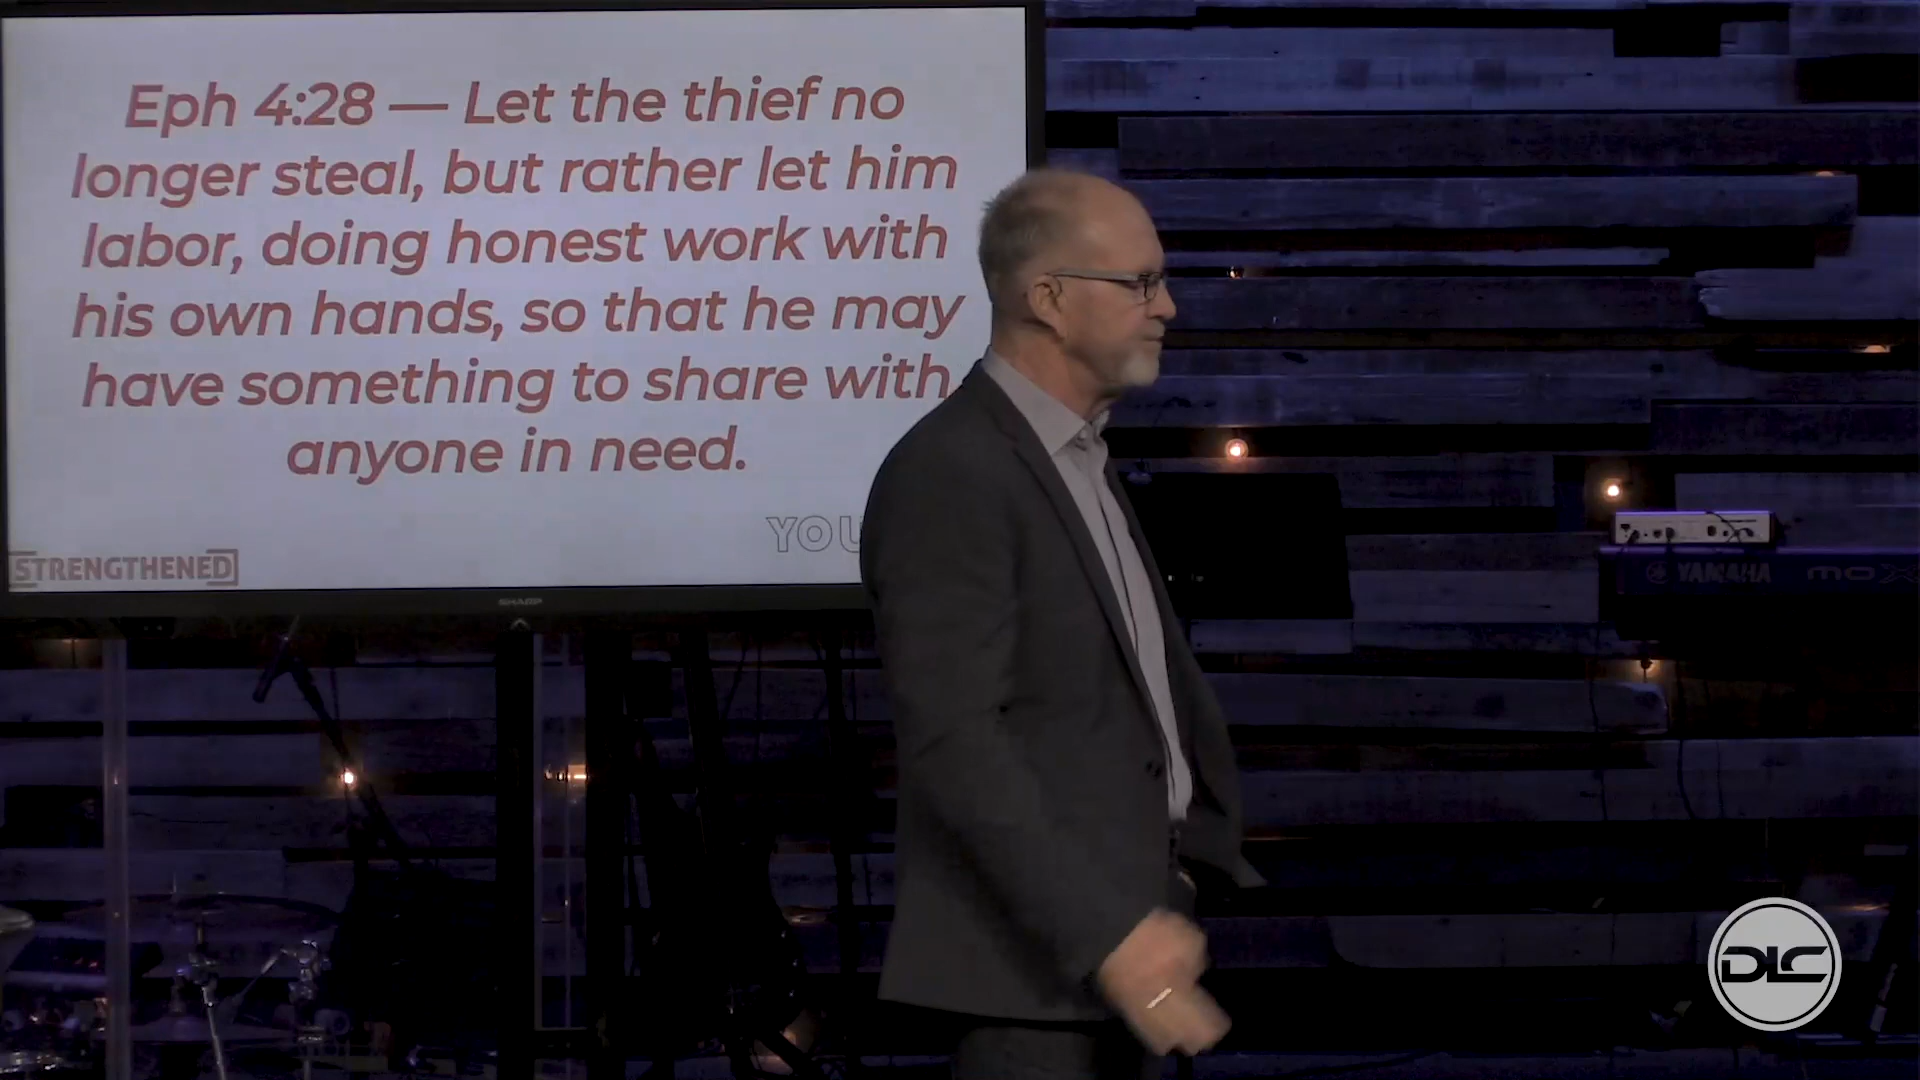 Eph 4:28 — Let the thief no
longer steal, but rather let him
labor, doing honest work with
his own hands, so that he may
have something to share with
anyone in need.
YOU
STRENGTHENED
SHARP
YAMAHA
DLC